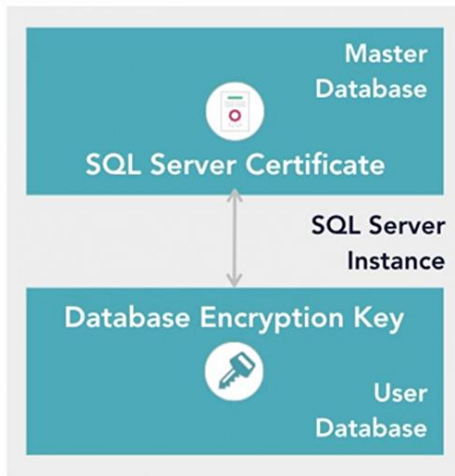 Master
Database
SQL Server Certificate
SQL Server
Instance
Database Encryption Key
User
Database